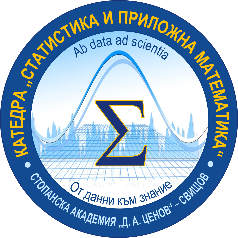 КАТЕДРА „СТАТИСТИКА И ПРИЛОЖНА МАТЕМАТИКА“
Ab data ad scientia
Σ
От данни към знание
• СТОПАНСКА АКАДЕМИЯ „Д. А. ЦЕНОВ“ – СВИЩОВ •